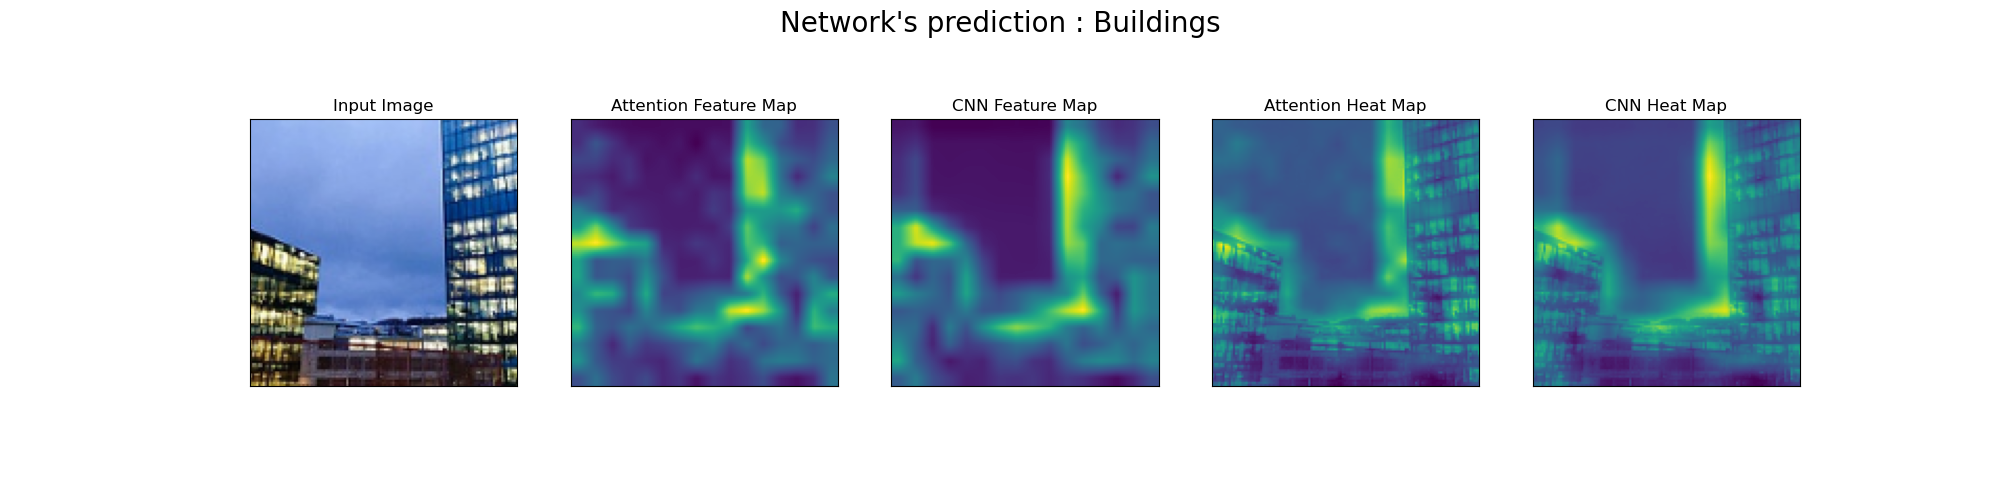 Network's prediction : Buildings
Input Image
Attention Feature Map
CNN Feature Map
Attention Heat Map
CNN Heat Map